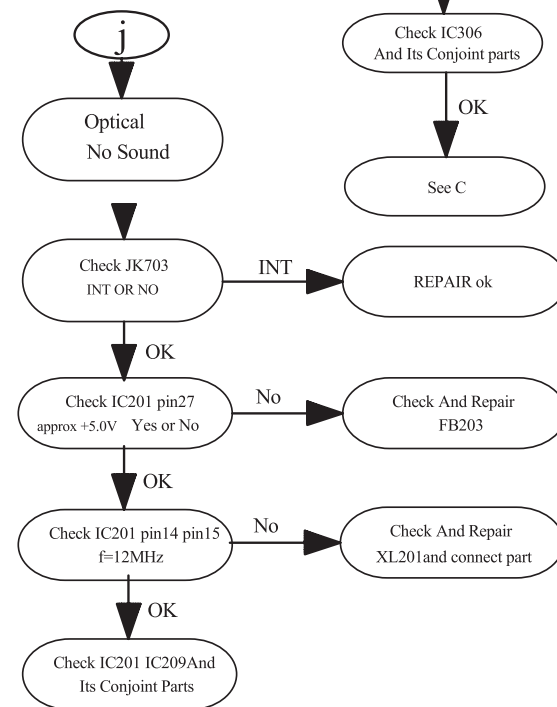 j
Optical
No Sound
Check JK703
INT OR NO
INT
REPAIR ok
OK
Check IC201 pin27
approx +5.0V Yes or No
No
Check And Repair
FB203
OK
Check IC201 pin14 pin15
f=12MHz
No
Check And Repair
XL201and connect part
OK
Check IC201 IC209And
Its Conjoint Parts
Check IC306
And Its Conjoint parts
OK
See C